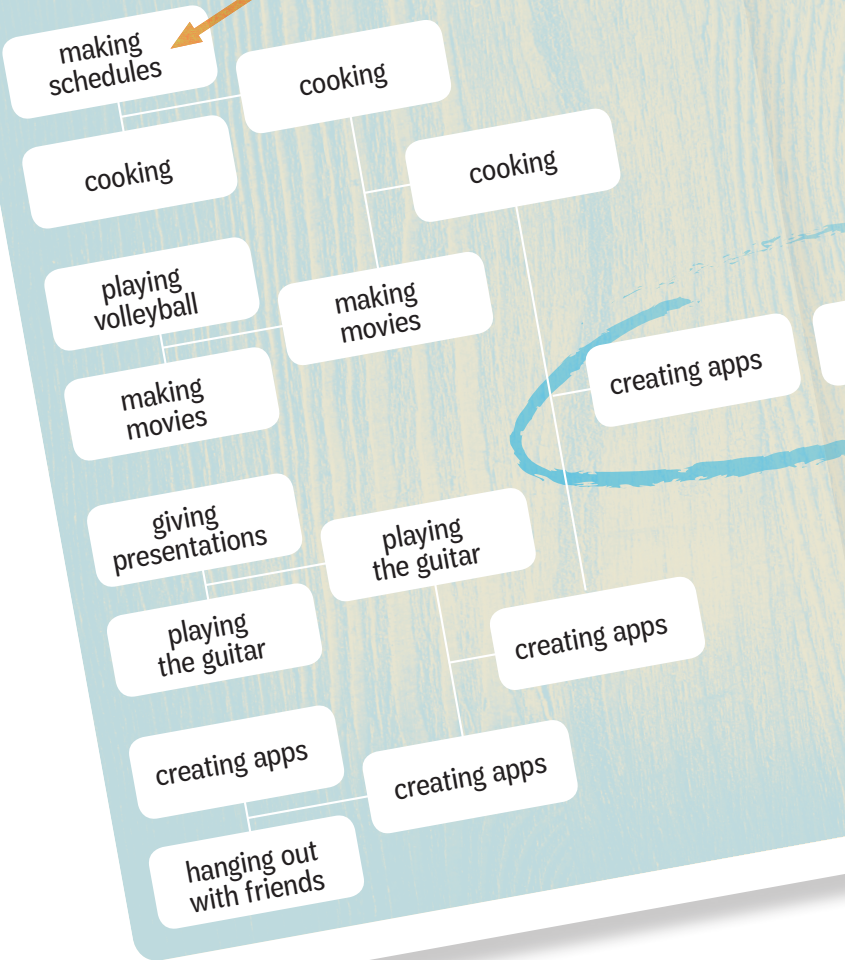 making
schedules
cooking
playing
volleyball
making
movies
giving
presentations
playing
the guitar
creating apps
hanging out
with friends
cooking
making
movies
playing
the guitar
creating apps
cooking
creating apps
creating apps